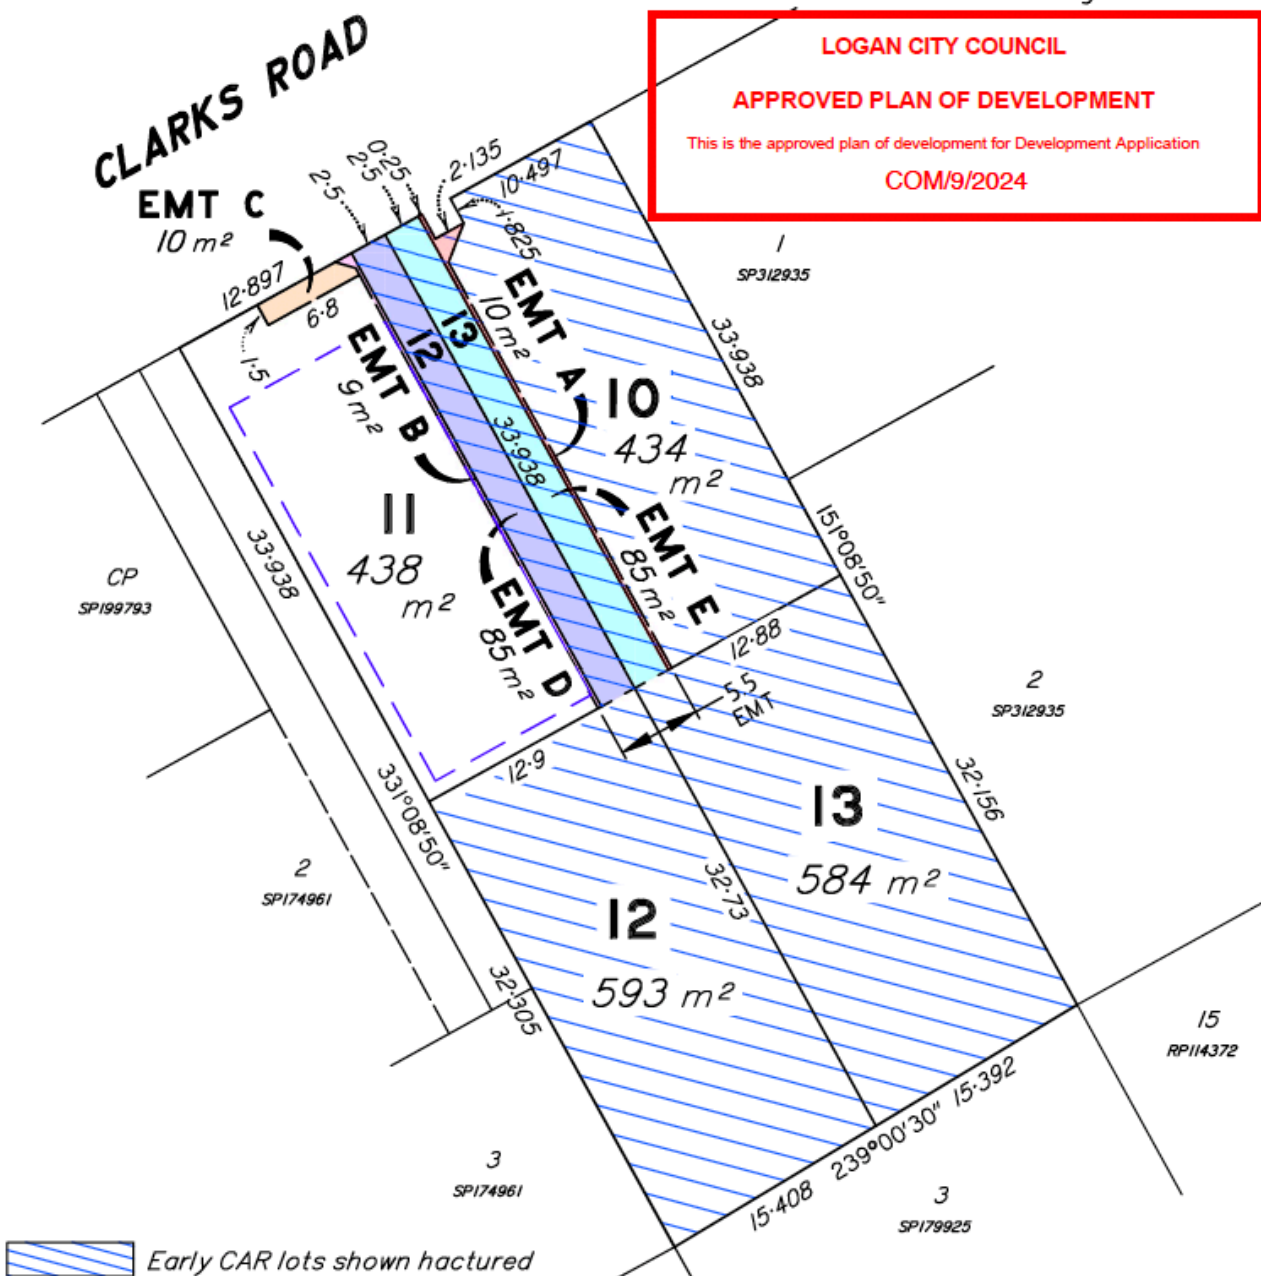 LOGAN CITY COUNCIL
APPROVED PLAN OF DEVELOPMENT
This is the approved plan of development for Development Application
COM/9/2024
CLARKS ROAD
EMT C
10 m²
2·5
2·5
0·25
2·135
10·497
1·825
12·897
6·8
1·5
1
SP312935
33·938
EMT A
10 m²
13
12
EMT B
9 m²
10
434
m²
33·938
11
438
m²
EMT E
85 m²
EMT D
85 m²
33·938
CP
SP199793
151°08'50"
12·88
5·5
EMT
2
SP312935
12·9
331°08'50"
32·156
13
584 m²
2
SP174961
32·73
12
593 m²
32·305
15
RP114372
15·392
239°00'30"
15·408
3
SP174961
3
SP179925
Early CAR lots shown hactured